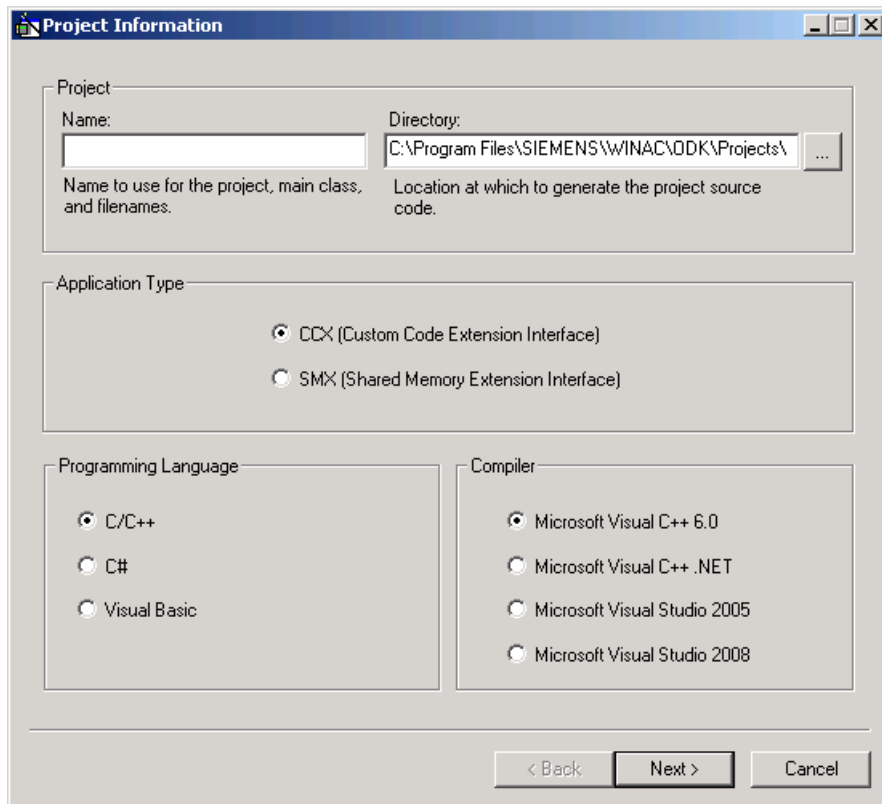 Project Information
Project
Name:
Directory:
C:\Program Files\SIEMENS\WINAC\ODK\Projects\
...
Name to use for the project, main class,
and filenames.
Location at which to generate the project source
code.
Application Type
CCX (Custom Code Extension Interface)
SMX (Shared Memory Extension Interface)
Programming Language
C/C++
C#
Visual Basic
Compiler
Microsoft Visual C++ 6.0
Microsoft Visual C++ .NET
Microsoft Visual Studio 2005
Microsoft Visual Studio 2008
< Back
Next >
Cancel